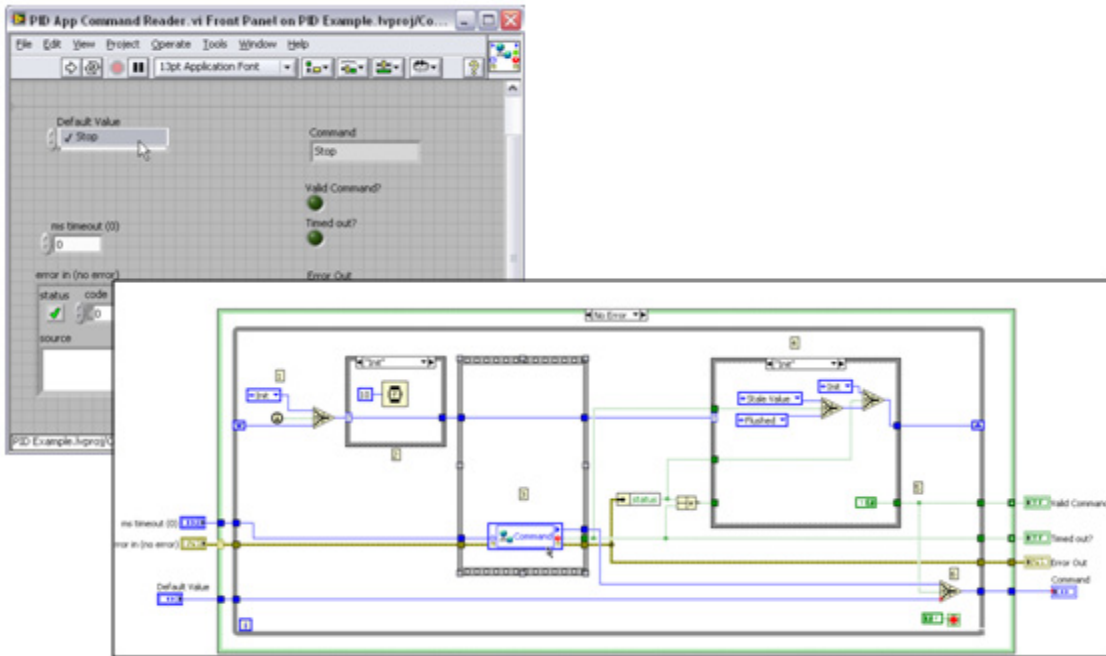 PID App Command Reader.vi Front Panel on PID Example.lvproj/Co...
File Edit View Project Operate Tools Window Help
13pt Application Font
Default Value
Stop
Command
Stop
Valid Command?
Timed out?
ms timeout (0)
0
error in (no error)
Error Out
status code
0
source
PID Example.lvproj/C
No Error
"Init"
"Init"
Init
10
Init
Stale Value
Flushed
status
Command
ms timeout (0)
rror in (no error)
Default Value
Valid Command
Timed out?
Error Out
Command
i